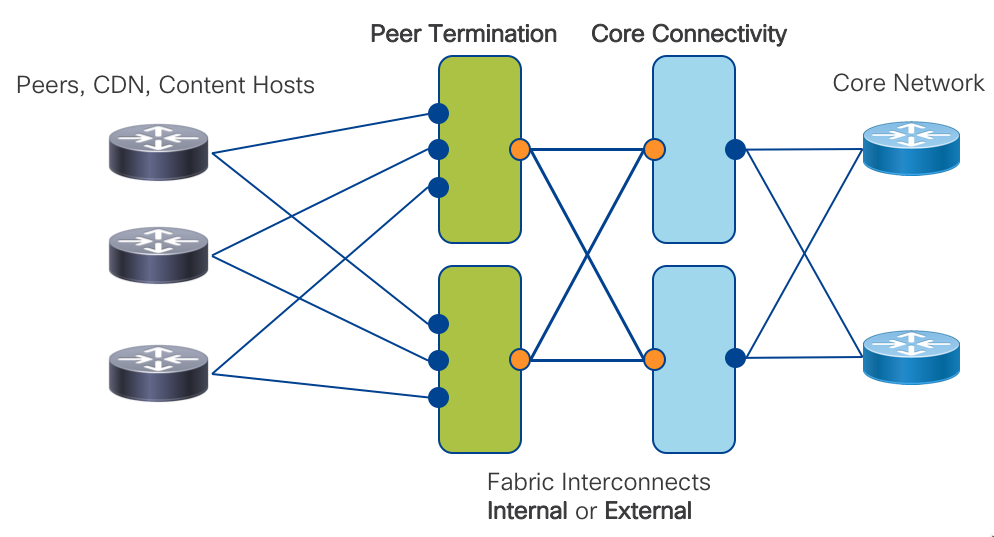 Peer Termination
Core Connectivity
Peers, CDN, Content Hosts
Core Network
Fabric Interconnects
Internal or External